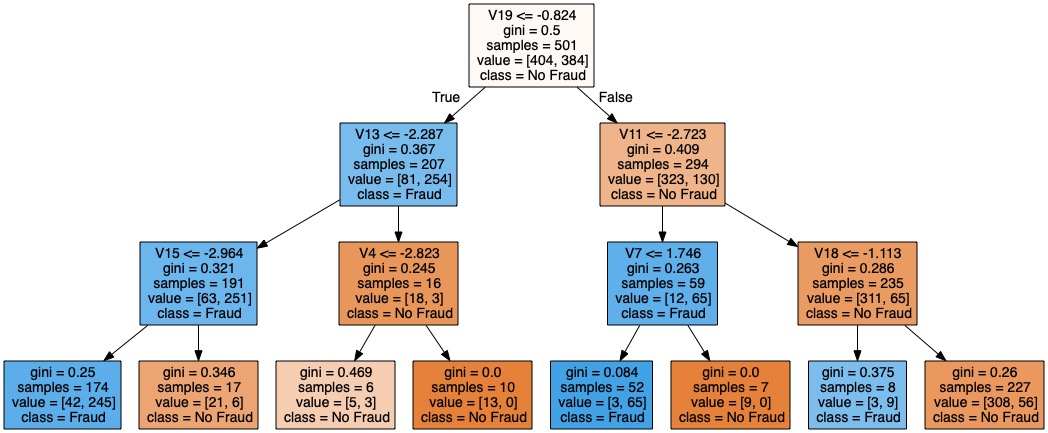 V19 <= -0.824
gini = 0.5
samples = 501
value = [404, 384]
class = No Fraud
True
False
V13 <= -2.287
gini = 0.367
samples = 207
value = [81, 254]
class = Fraud
V11 <= -2.723
gini = 0.409
samples = 294
value = [323, 130]
class = No Fraud
V15 <= -2.964
gini = 0.321
samples = 191
value = [63, 251]
class = Fraud
V4 <= -2.823
gini = 0.245
samples = 16
value = [18, 3]
class = No Fraud
V7 <= 1.746
gini = 0.263
samples = 59
value = [12, 65]
class = Fraud
V18 <= -1.113
gini = 0.286
samples = 235
value = [311, 65]
class = No Fraud
gini = 0.25
samples = 174
value = [42, 245]
class = Fraud
gini = 0.346
samples = 17
value = [21, 6]
class = No Fraud
gini = 0.469
samples = 6
value = [5, 3]
class = No Fraud
gini = 0.0
samples = 10
value = [13, 0]
class = No Fraud
gini = 0.084
samples = 52
value = [3, 65]
class = Fraud
gini = 0.0
samples = 7
value = [9, 0]
class = No Fraud
gini = 0.375
samples = 8
value = [3, 9]
class = Fraud
gini = 0.26
samples = 227
value = [308, 56]
class = No Fraud